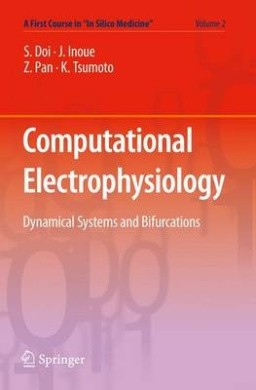 A First Course in "In Silico Medicine" Volume 2
S. Doi · J. Inoue
Z. Pan · K. Tsumoto
Computational
Electrophysiology
Dynamical Systems and Bifurcations
Springer